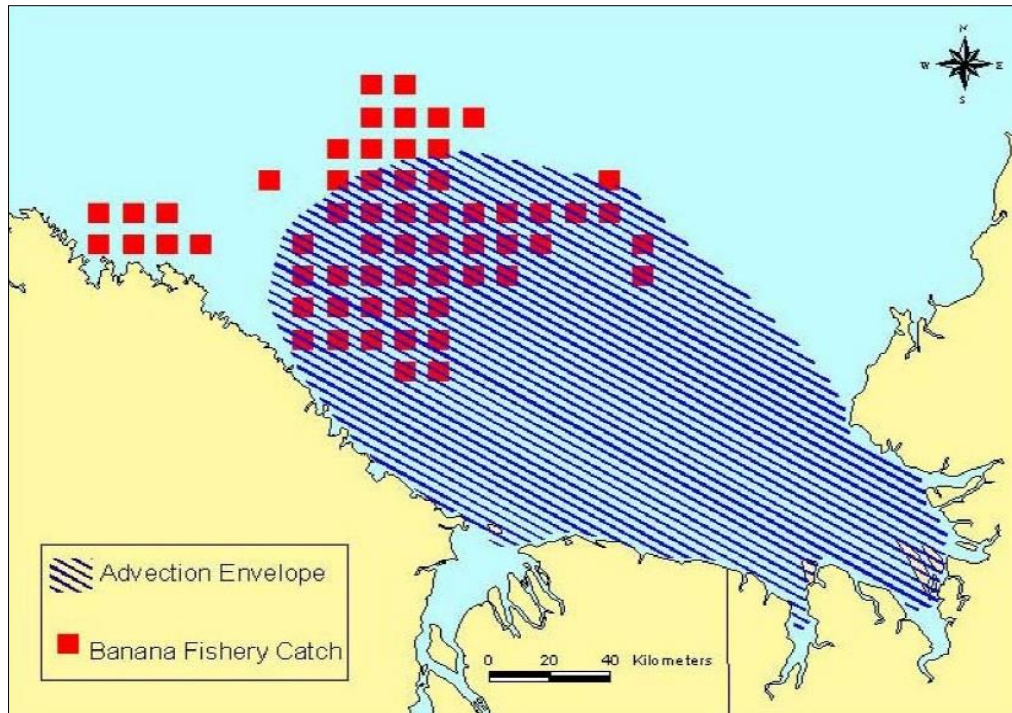 N
W E
S
Advection Envelope
Banana Fishery Catch
0 20 40 Kilometers